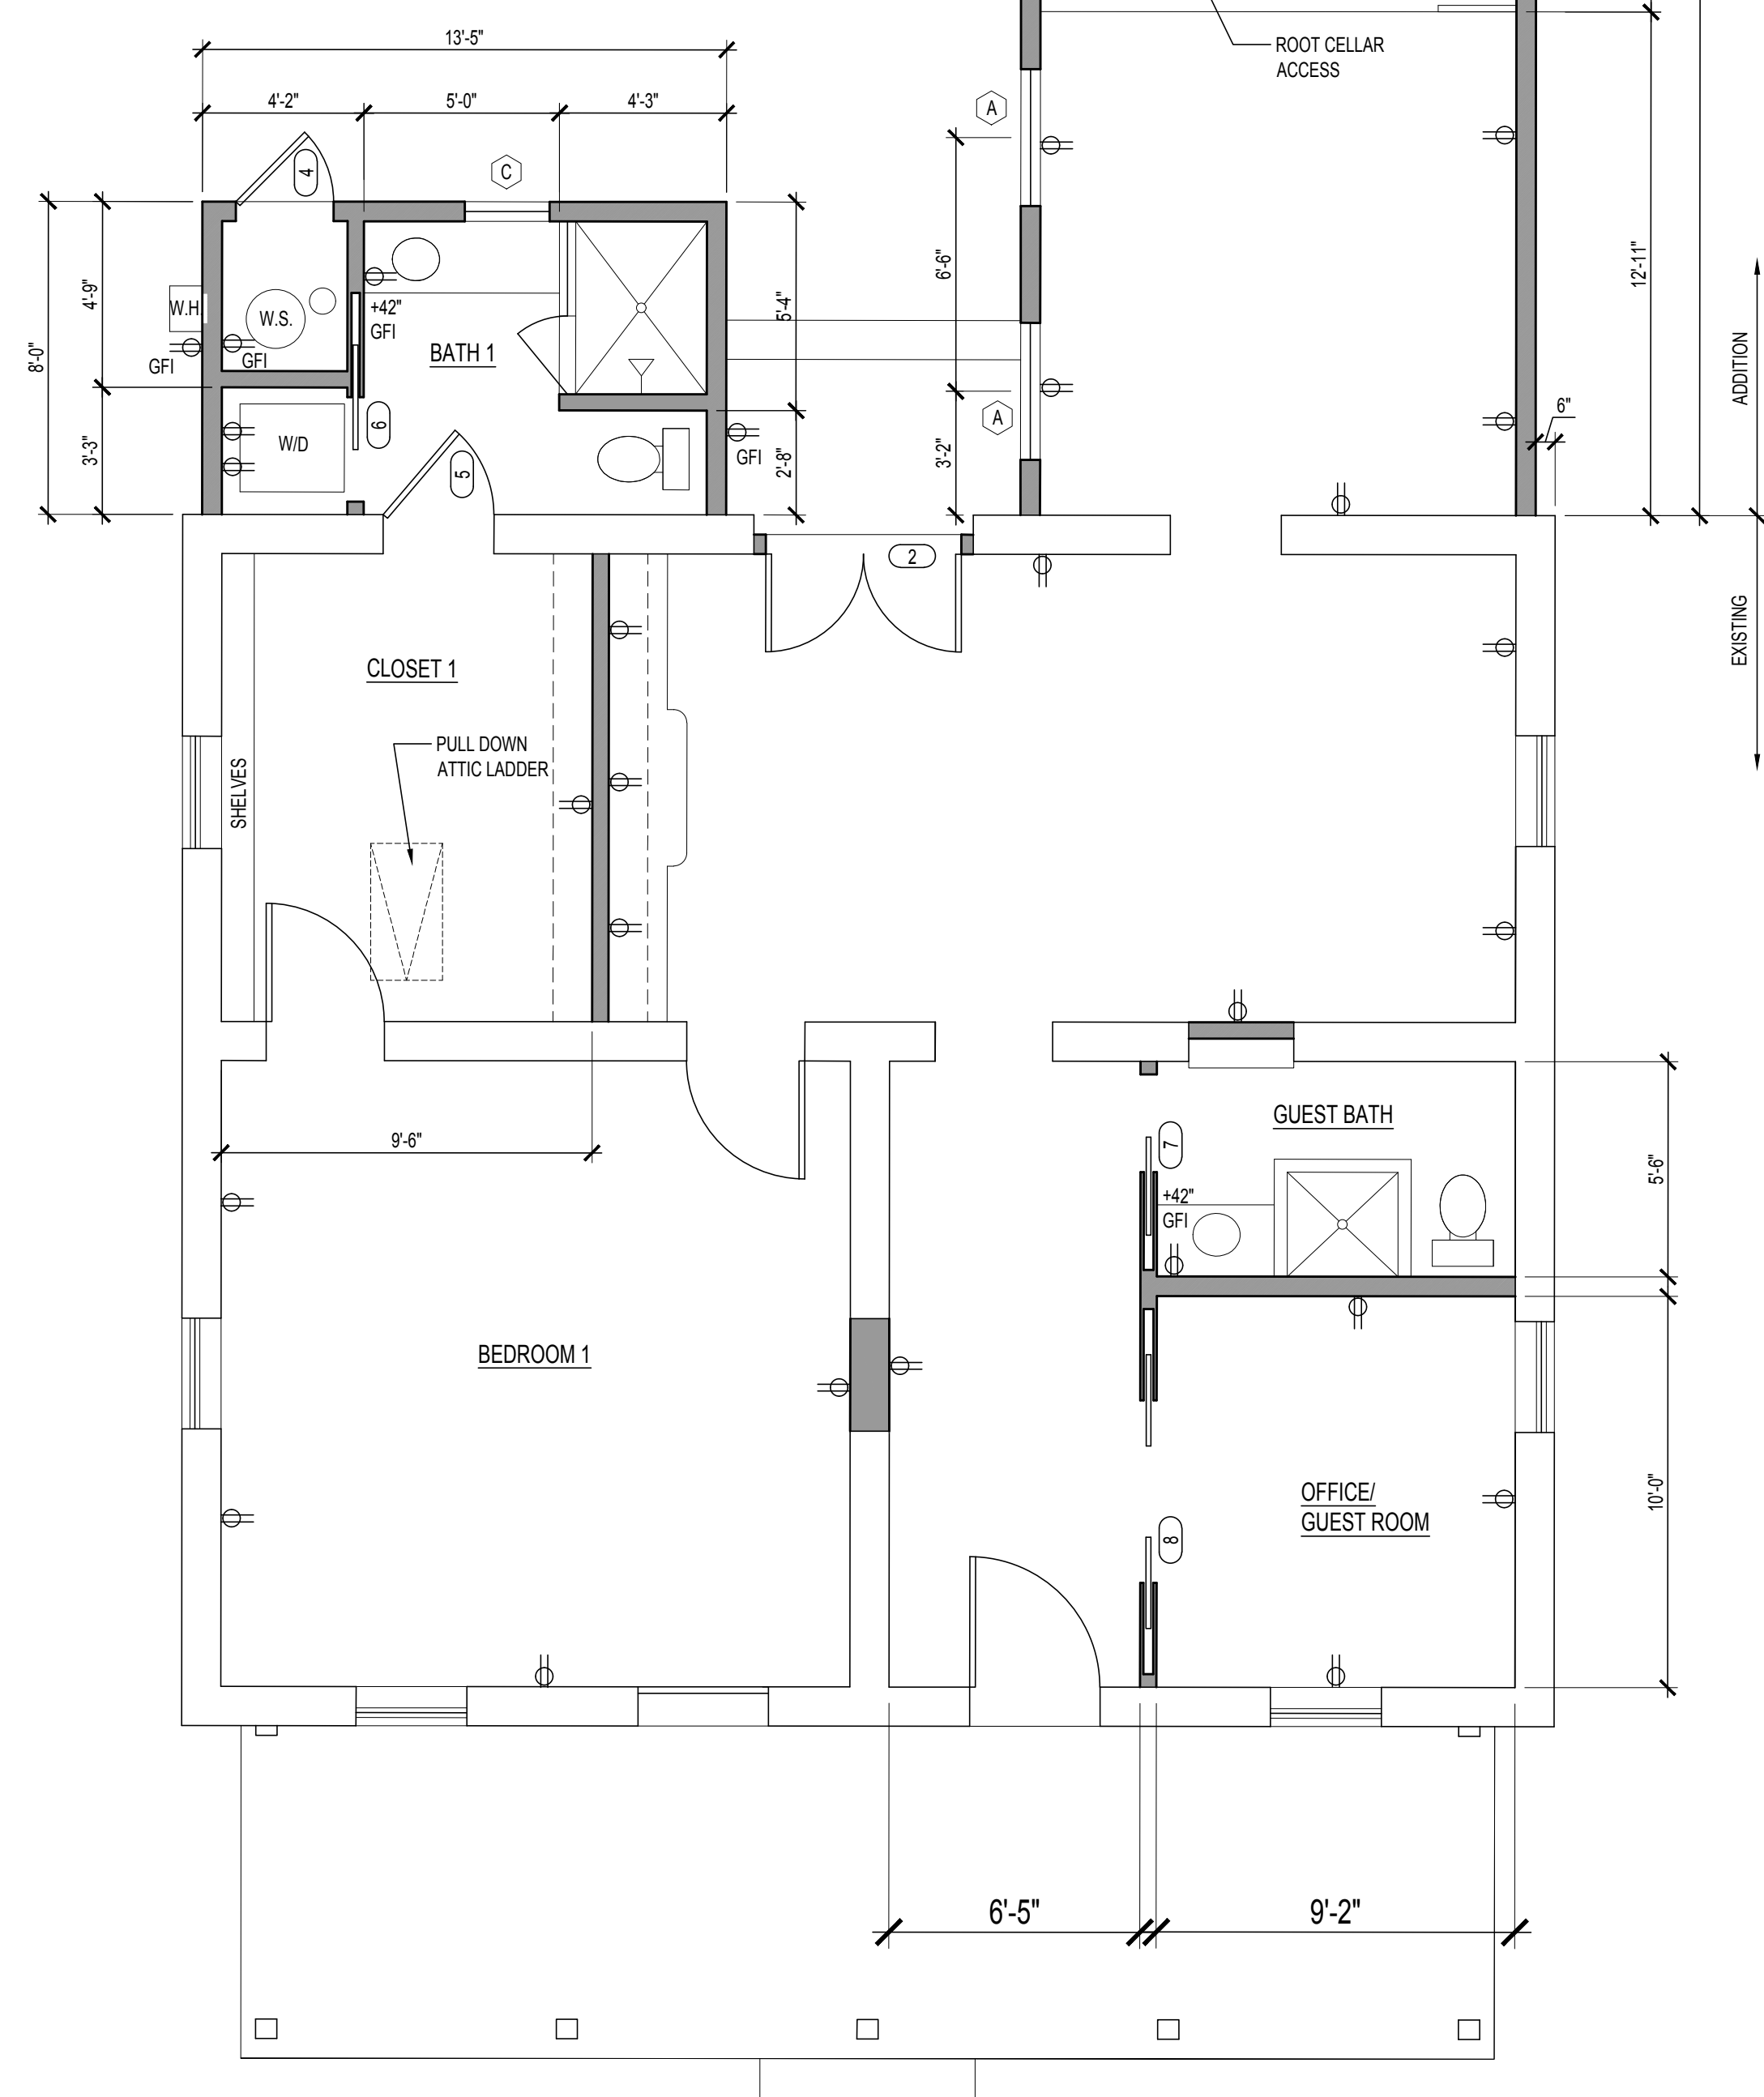 ROOT CELLAR
ACCESS
13'-5"
4'-2"
5'-0"
4'-3"
A
4
C
6'-6"
12'-11"
4'-9"
5'-4"
8'-0"
W.H.
W.S.
+42"
GFI
GFI
GFI
BATH 1
ADDITION
A
6"
6
W/D
3'-3"
5
GFI
2'-8"
3'-2"
2
EXISTING
CLOSET 1
PULL DOWN
ATTIC LADDER
SHELVES
9'-6"
GUEST BATH
7
5'-6"
+42"
GFI
BEDROOM 1
OFFICE/
GUEST ROOM
10'-0"
8
6'-5"
9'-2"